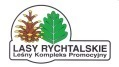 LASY RYCHTALSKIE
Leśny Kompleks Promocyjny